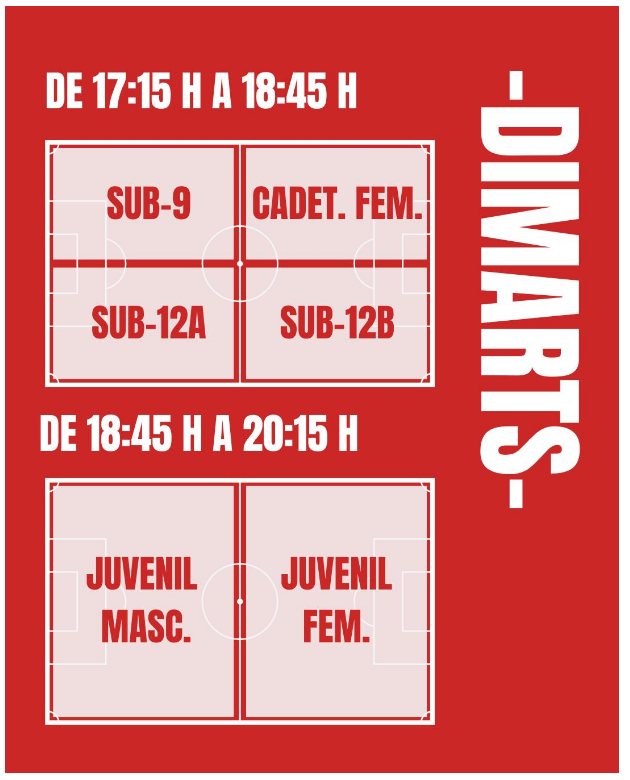 DE 17:15 H A 18:45 H
SUB-9
CADET. FEM.
SUB-12A
SUB-12B
DE 18:45 H A 20:15 H
JUVENIL
MASC.
JUVENIL
FEM.
-DIMARTS-